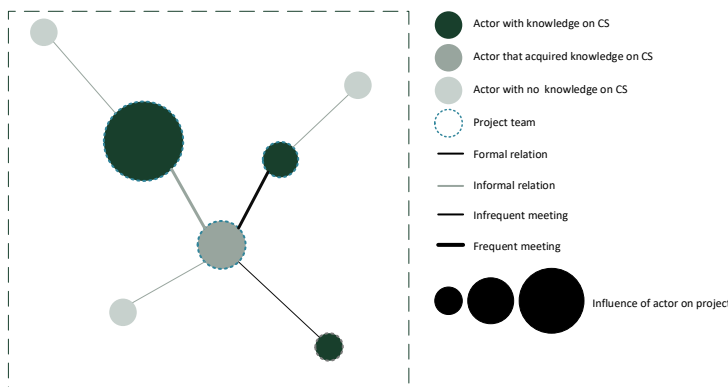 Actor with knowledge on CS
Actor that acquired knowledge on CS
Actor with no knowledge on CS
Project team
Formal relation
Informal relation
Infrequent meeting
Frequent meeting
Influence of actor on project